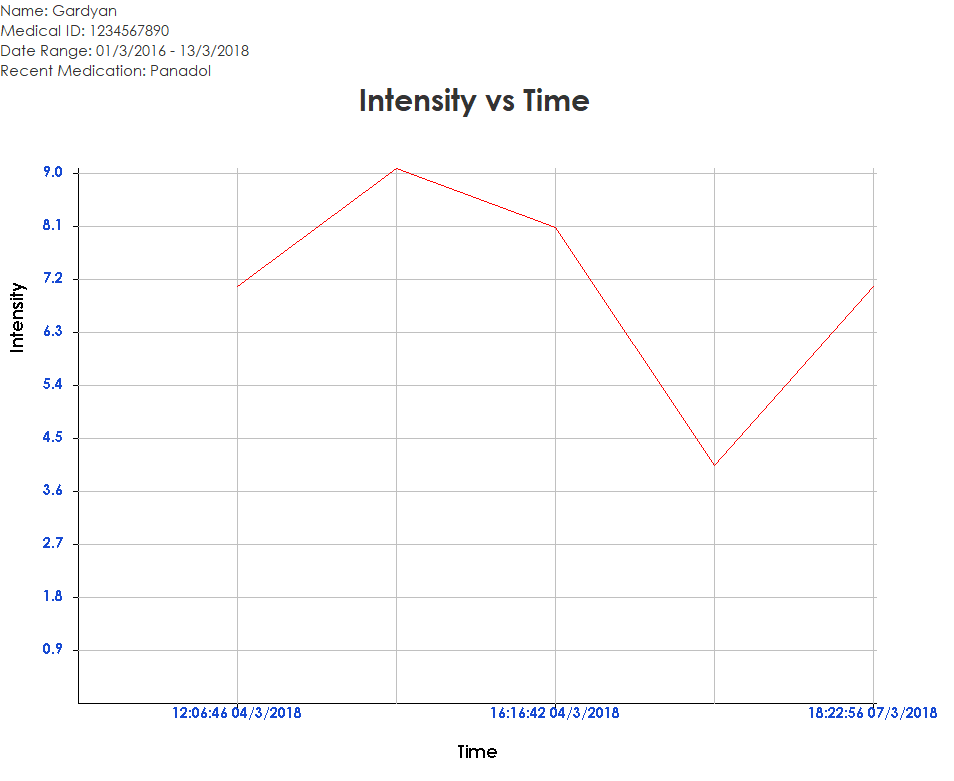 Name: Gardyan
Medical ID: 1234567890
Date Range: 01/3/2016 - 13/3/2018
Recent Medication: Panadol
Intensity vs Time
9.0
8.1
7.2
6.3
5.4
4.5
3.6
2.7
1.8
0.9
Intensity
12:06:46 04/3/2018
16:16:42 04/3/2018
18:22:56 07/3/2018
Time